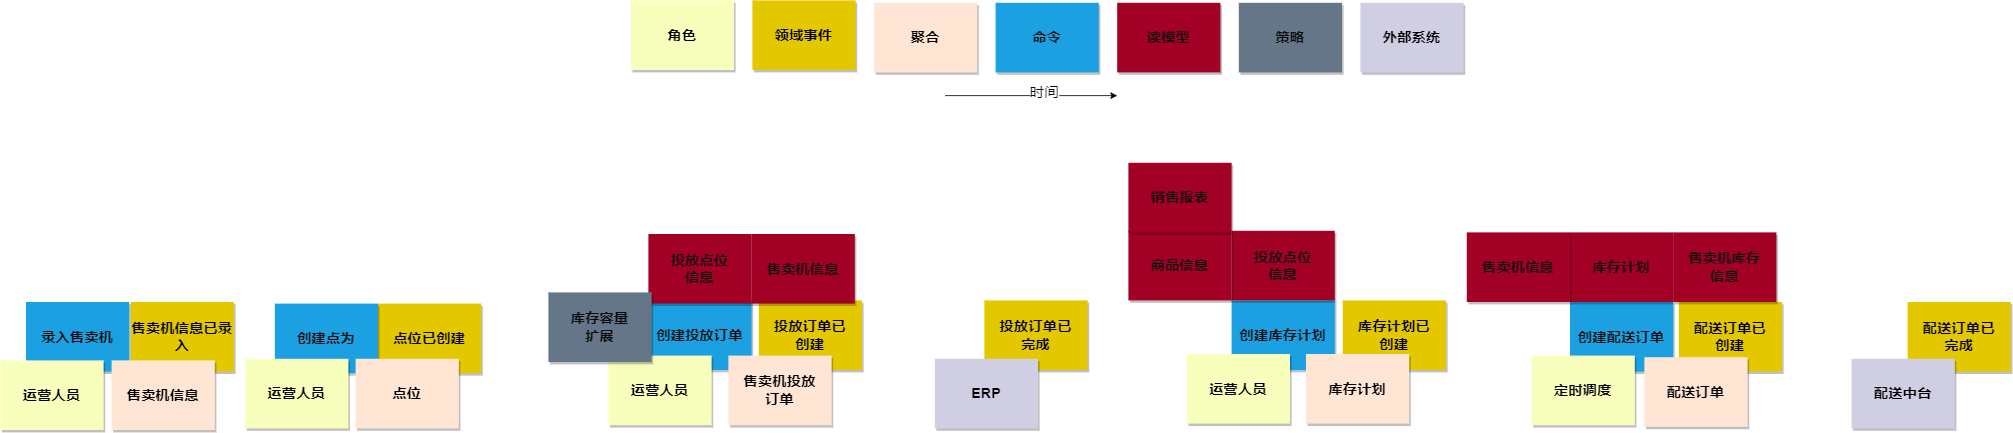 角色
领域事件
聚合
命令
读模型
策略
外部系统
时间
录入售卖机
售卖机信息已录
入
运营人员
售卖机信息
创建点为
点位已创建
运营人员
点位
投放点位
信息
售卖机信息
库存容量
扩展
创建投放订单
投放订单已
创建
运营人员
售卖机投放
订单
投放订单已
完成
ERP
销售报表
商品信息
投放点位
信息
创建库存计划
库存计划已
创建
运营人员
库存计划
售卖机信息
库存计划
售卖机库存
信息
创建配送订单
配送订单已
创建
定时调度
配送订单
配送订单已
完成
配送中台